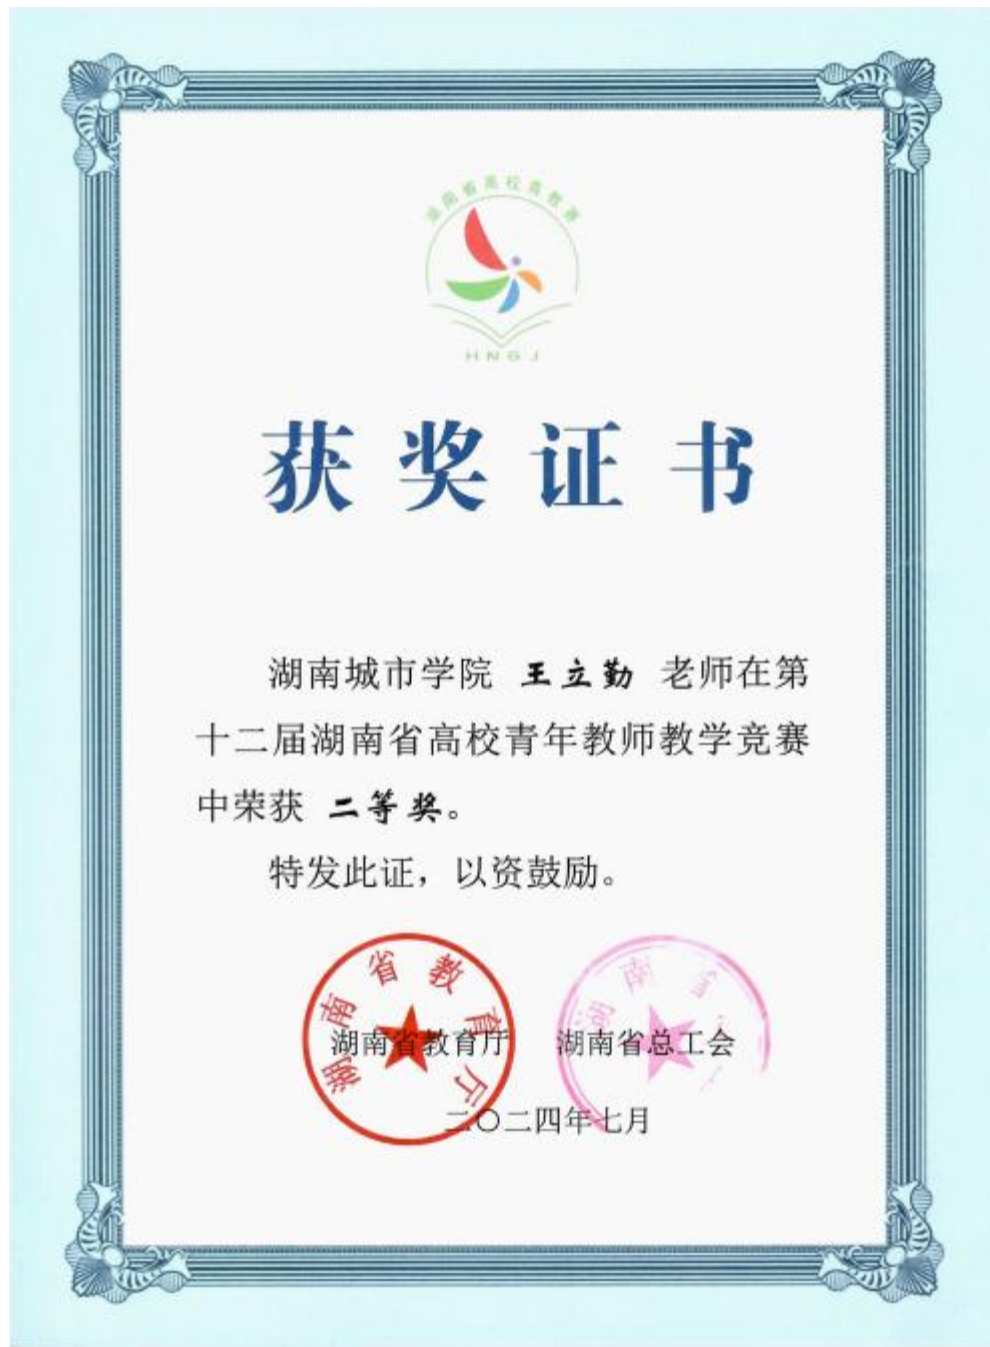 湖南省高校青教赛
HNGJ
获奖证书
湖南城市学院 王立勤 老师在第
十二届湖南省高校青年教师教学竞赛
中荣获 二等奖。
特发此证，以资鼓励。
湖南省教育厅
湖南省教育厅 湖南省总工会
湖南省
二〇二四年七月